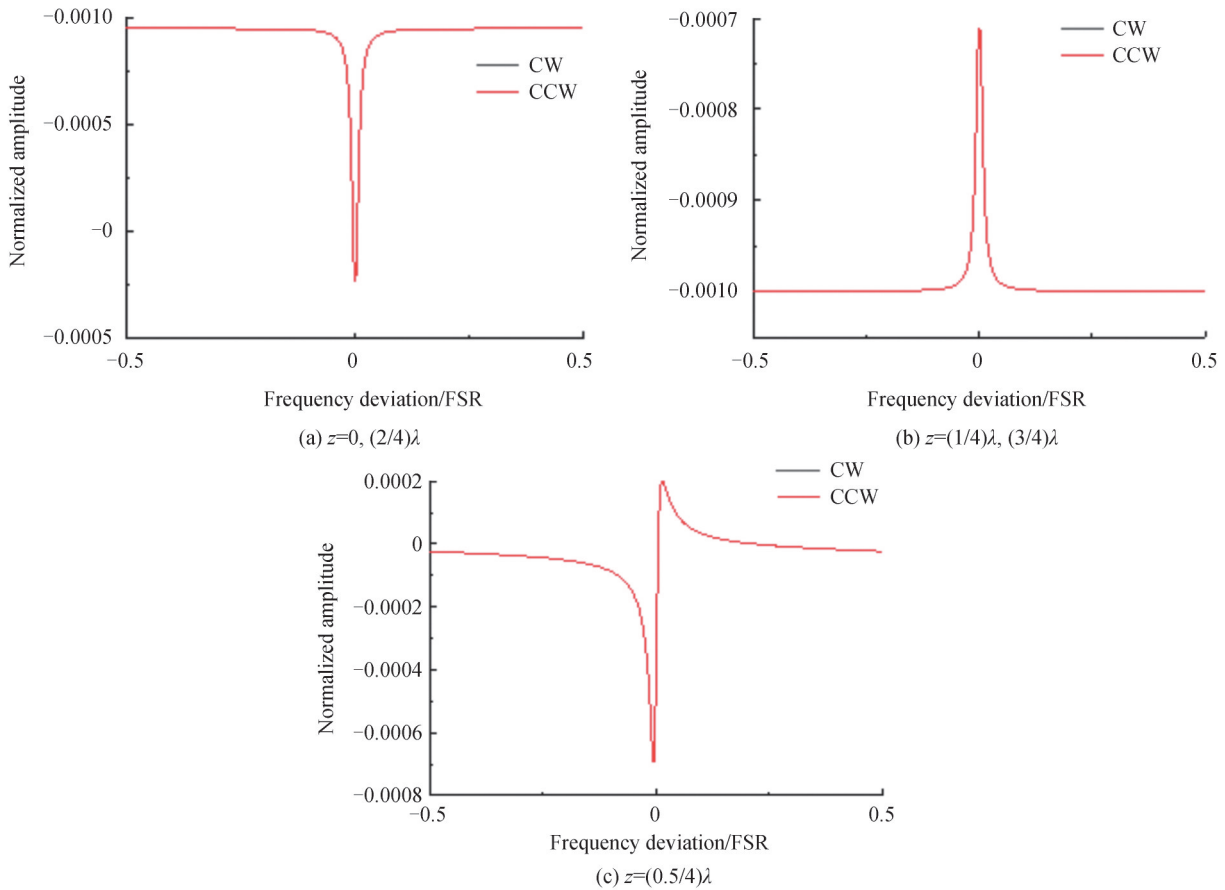 −0.0010
CW
CCW
−0.0005
−0
−0.0005
Normalized amplitude
−0.5
0
0.5
Frequency deviation/FSR
(a) z=0, (2/4)λ
−0.0007
CW
CCW
−0.0008
−0.0009
−0.0010
Normalized amplitude
−0.5
0
0.5
Frequency deviation/FSR
(b) z=(1/4)λ, (3/4)λ
0.0002
CW
CCW
0
−0.0002
−0.0004
−0.0006
−0.0008
Normalized amplitude
−0.5
0
0.5
Frequency deviation/FSR
(c) z=(0.5/4)λ